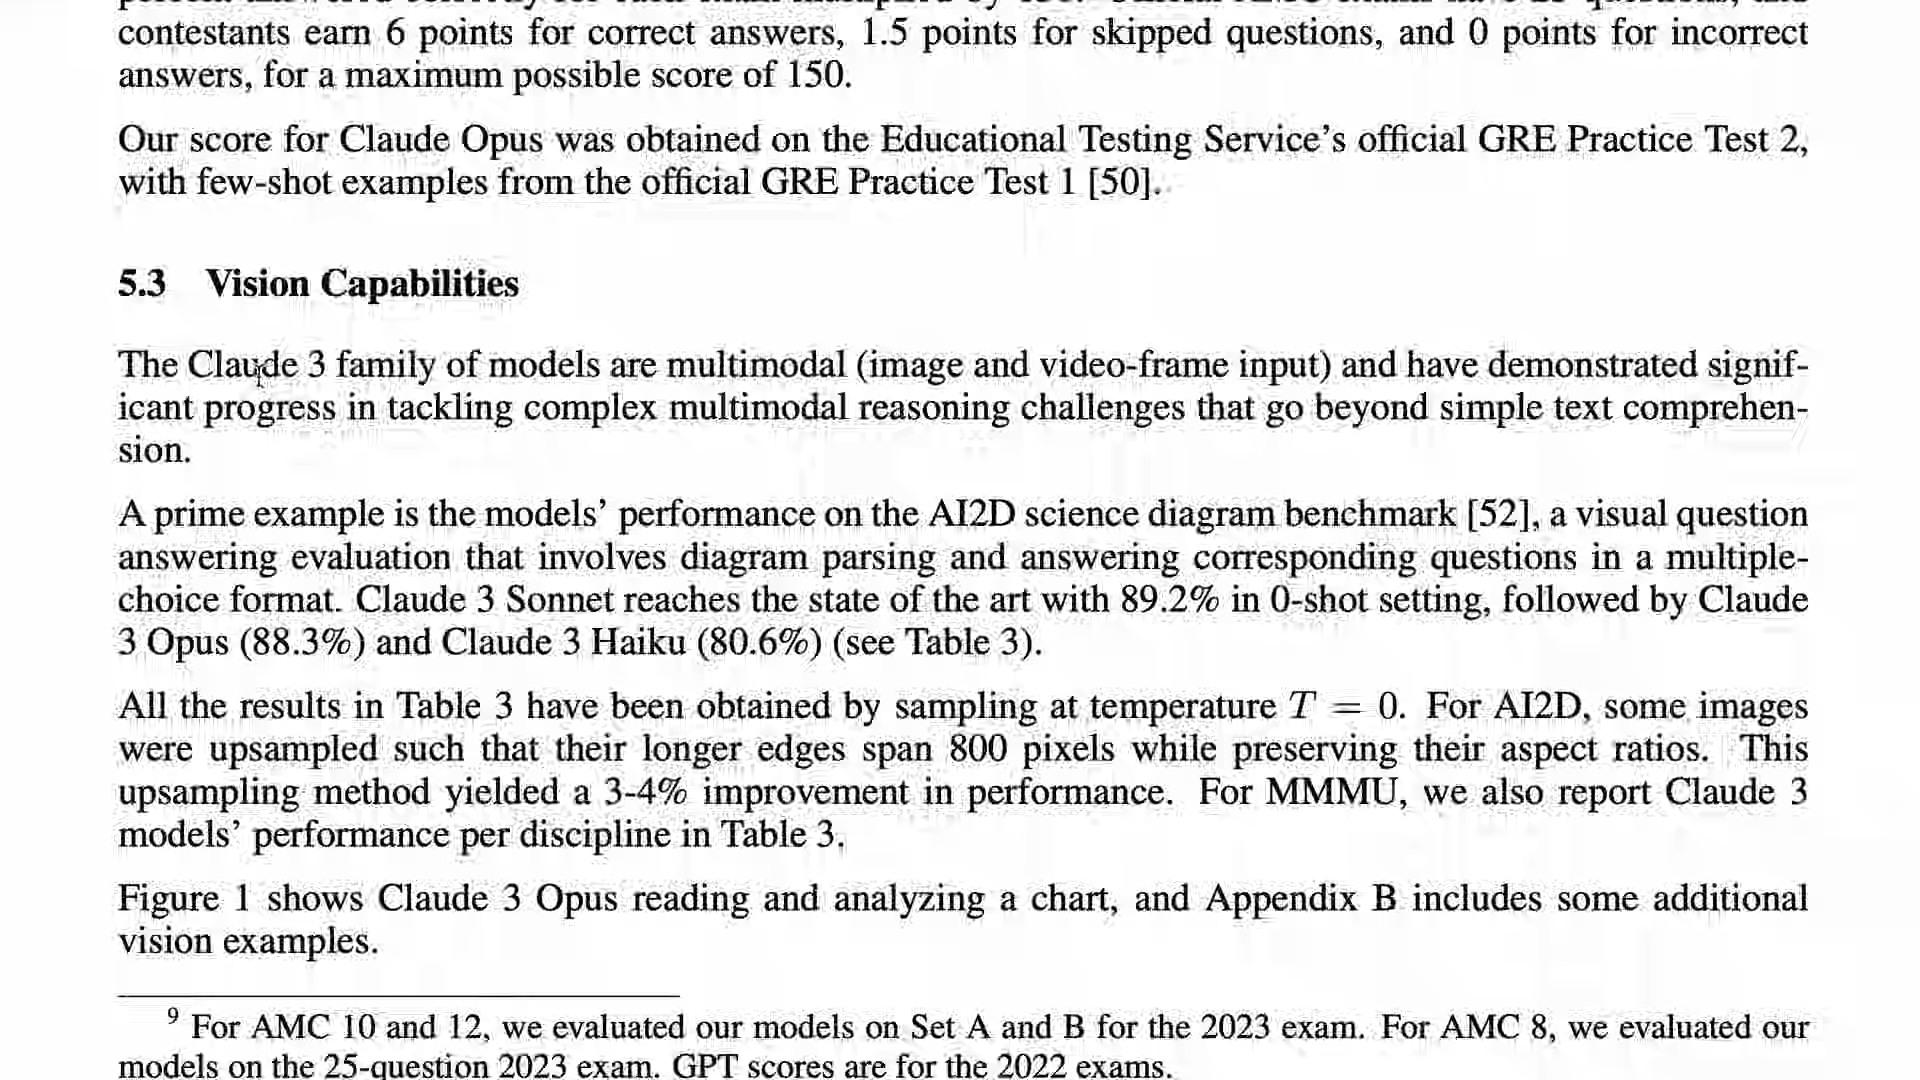 contestants earn 6 points for correct answers, 1.5 points for skipped questions, and 0 points for incorrect
answers, for a maximum possible score of 150.
Our score for Claude Opus was obtained on the Educational Testing Service’s official GRE Practice Test 2,
with few-shot examples from the official GRE Practice Test 1 [50].
5.3 Vision Capabilities
The Claude 3 family of models are multimodal (image and video-frame input) and have demonstrated signif-
icant progress in tackling complex multimodal reasoning challenges that go beyond simple text comprehen-
sion.
A prime example is the models’ performance on the AI2D science diagram benchmark [52], a visual question
answering evaluation that involves diagram parsing and answering corresponding questions in a multiple-
choice format. Claude 3 Sonnet reaches the state of the art with 89.2% in 0-shot setting, followed by Claude
3 Opus (88.3%) and Claude 3 Haiku (80.6%) (see Table 3).
All the results in Table 3 have been obtained by sampling at temperature T = 0. For AI2D, some images
were upsampled such that their longer edges span 800 pixels while preserving their aspect ratios. This
upsampling method yielded a 3-4% improvement in performance. For MMMU, we also report Claude 3
models’ performance per discipline in Table 3.
Figure 1 shows Claude 3 Opus reading and analyzing a chart, and Appendix B includes some additional
vision examples.
9 For AMC 10 and 12, we evaluated our models on Set A and B for the 2023 exam. For AMC 8, we evaluated our
models on the 25-question 2023 exam. GPT scores are for the 2022 exams.